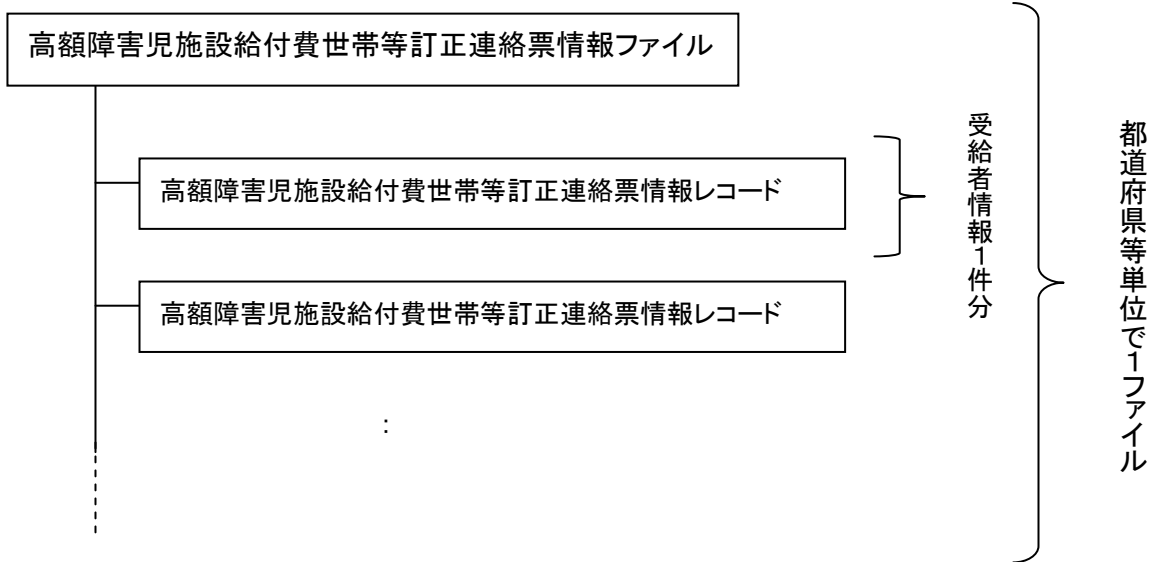 高額障害児施設給付費世帯等訂正連絡票情報ファイル
高額障害児施設給付費世帯等訂正連絡票情報レコード
高額障害児施設給付費世帯等訂正連絡票情報レコード
:
受給者情報1件分
都道府県等単位で1ファイル